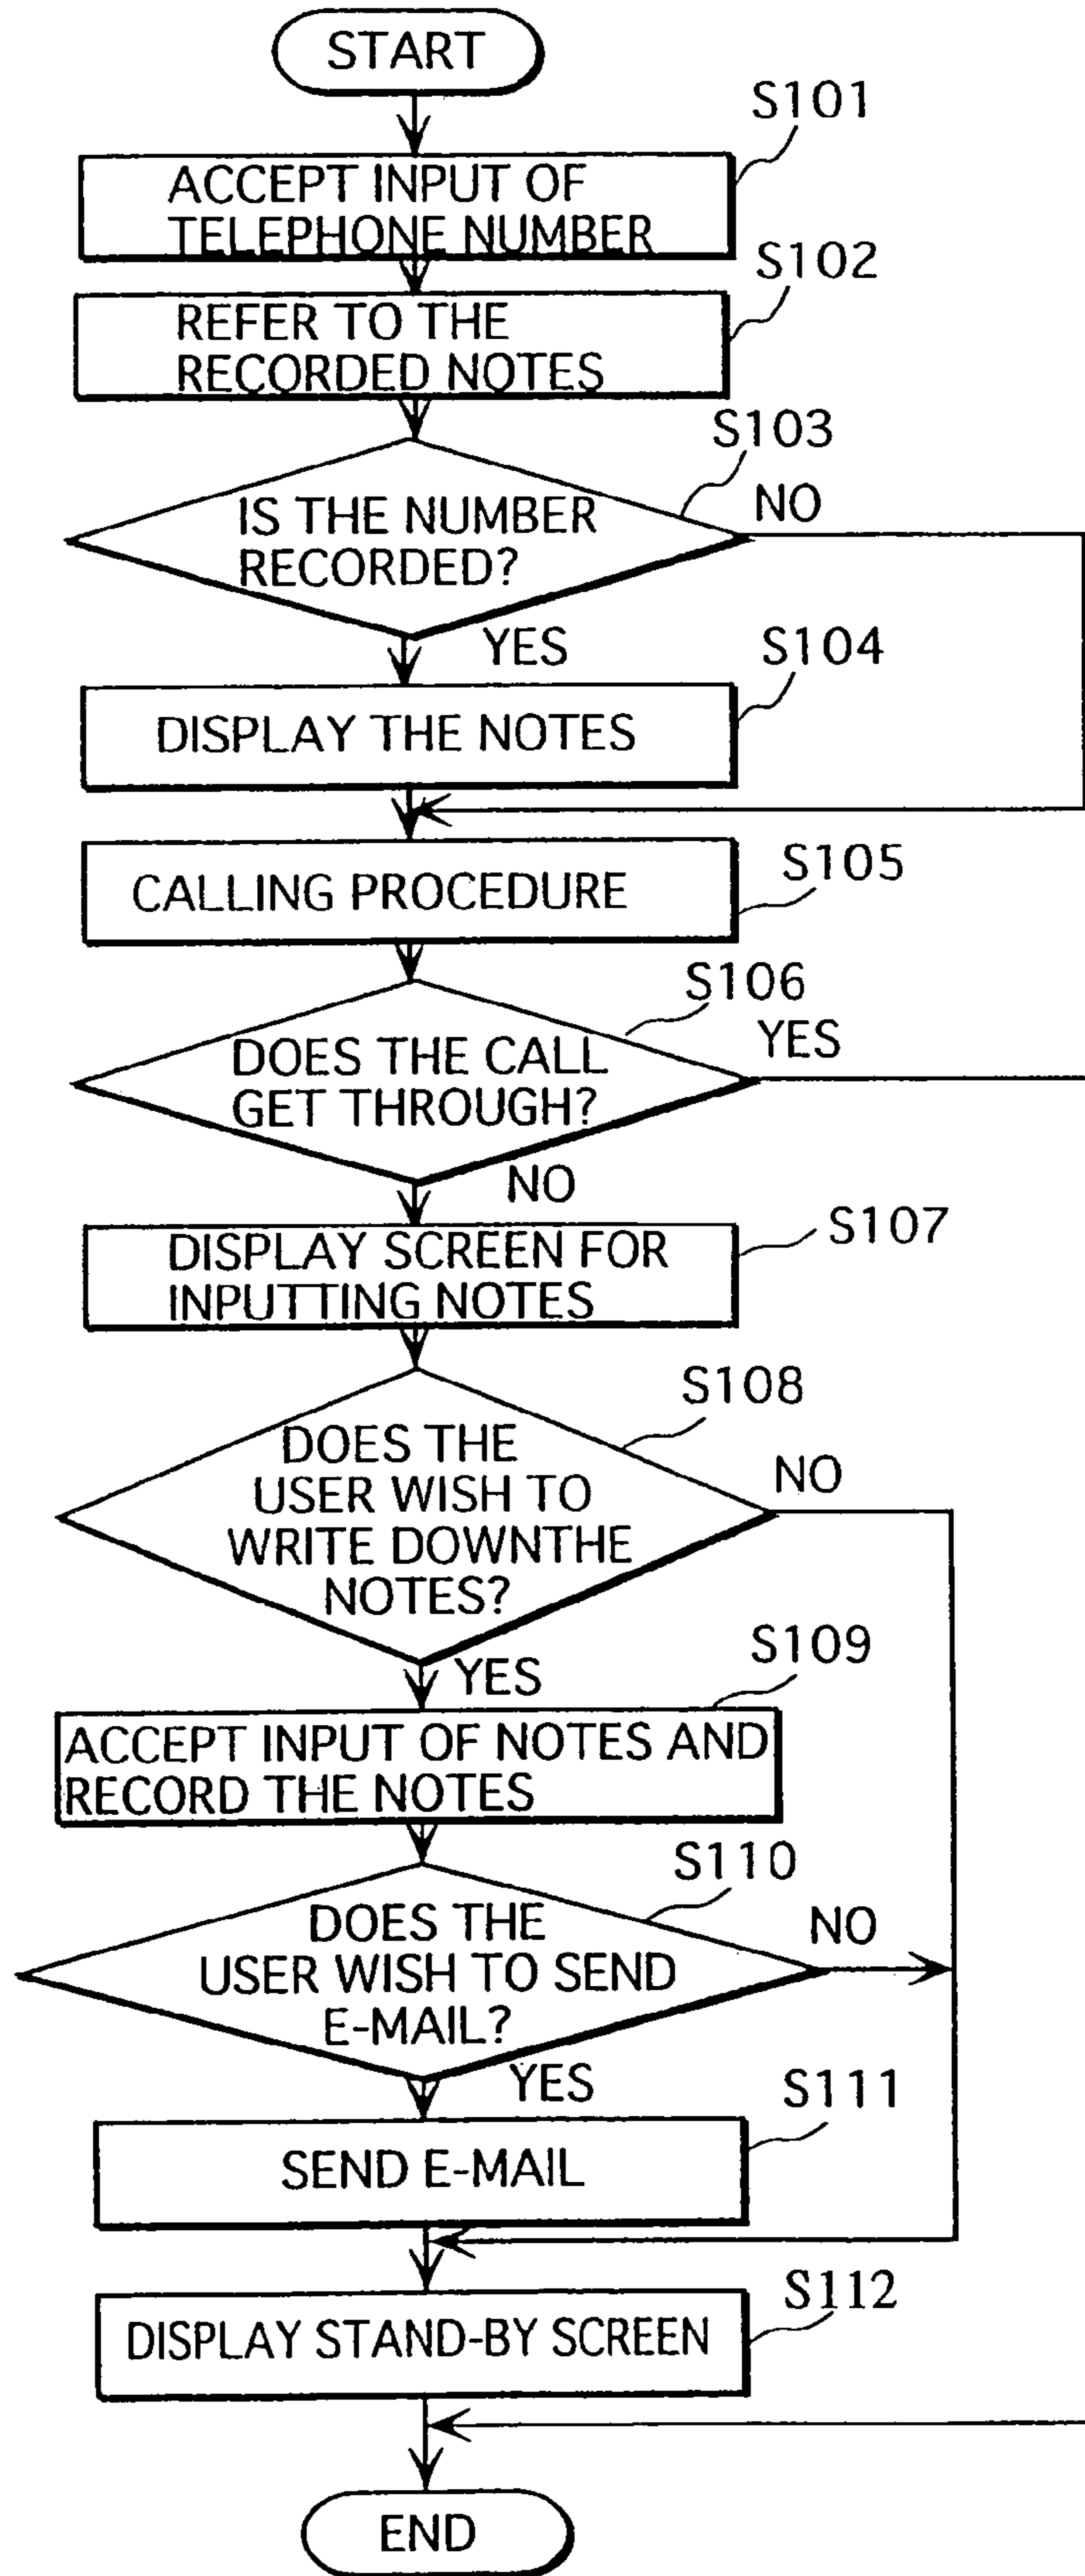 START
S101
ACCEPT INPUT OF
TELEPHONE NUMBER
S102
REFER TO THE
RECORDED NOTES
S103
IS THE NUMBER
RECORDED?
NO
YES
S104
DISPLAY THE NOTES
CALLING PROCEDURE
S105
S106
DOES THE CALL
GET THROUGH?
YES
NO
DISPLAY SCREEN FOR
INPUTTING NOTES
S107
S108
DOES THE
USER WISH TO
WRITE DOWNTHE
NOTES?
NO
YES
S109
ACCEPT INPUT OF NOTES AND
RECORD THE NOTES
S110
DOES THE
USER WISH TO SEND
E-MAIL?
NO
YES
S111
SEND E-MAIL
S112
DISPLAY STAND-BY SCREEN
END